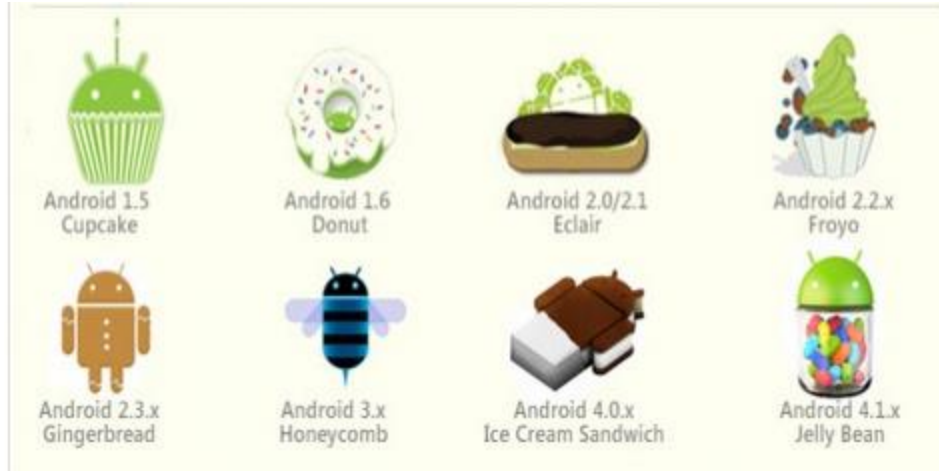 Android 1.5
Cupcake
Android 1.6
Donut
Android 2.0/2.1
Eclair
Android 2.2.x
Froyo
Android 2.3.x
Gingerbread
Android 3.x
Honeycomb
Android 4.0.x
Ice Cream Sandwich
Android 4.1.x
Jelly Bean